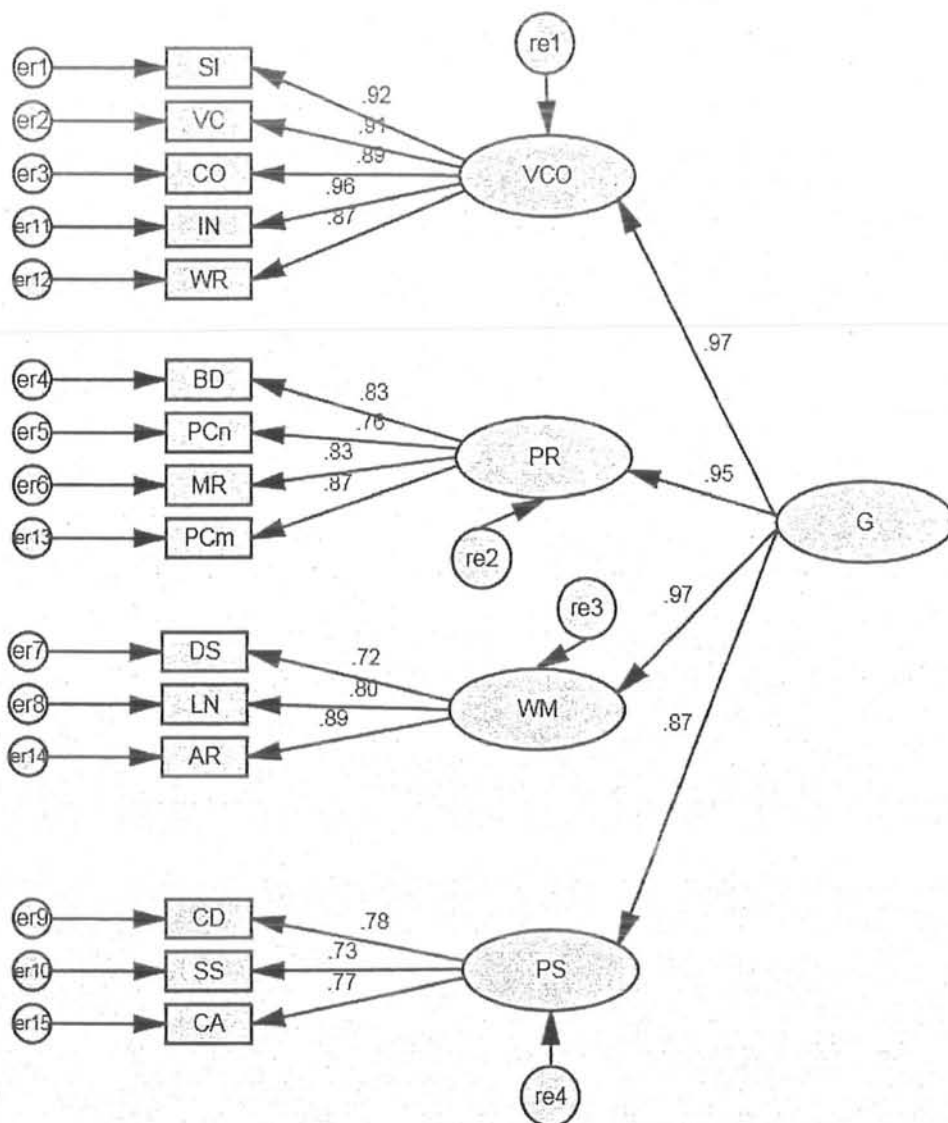 re1
er1 SI
.92
er2 VC
.91
er3 CO
.89
VCO
er11 IN
.96
er12 WR
.87
.97
er4 BD
.83
er5 PCn
.76
PR
er6 MR
.83
.95
er13 PCm
.87
G
re2
re3
.97
er7 DS
.72
er8 LN
.80
WM
er14 AR
.89
.87
er9 CD
.78
er10 SS
.73
PS
er15 CA
.77
re4